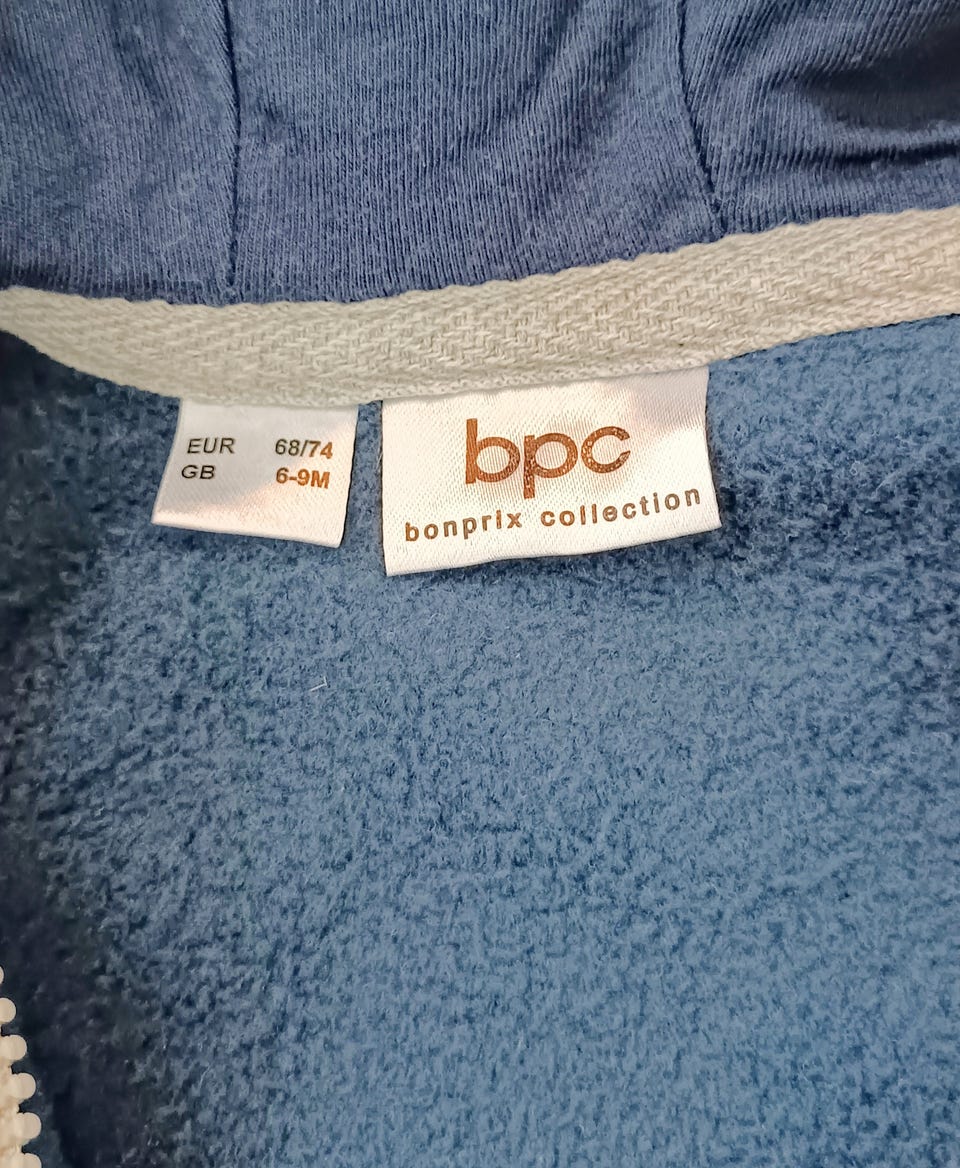 EUR 68/74
GB 6-9M
bpc
bonprix collection